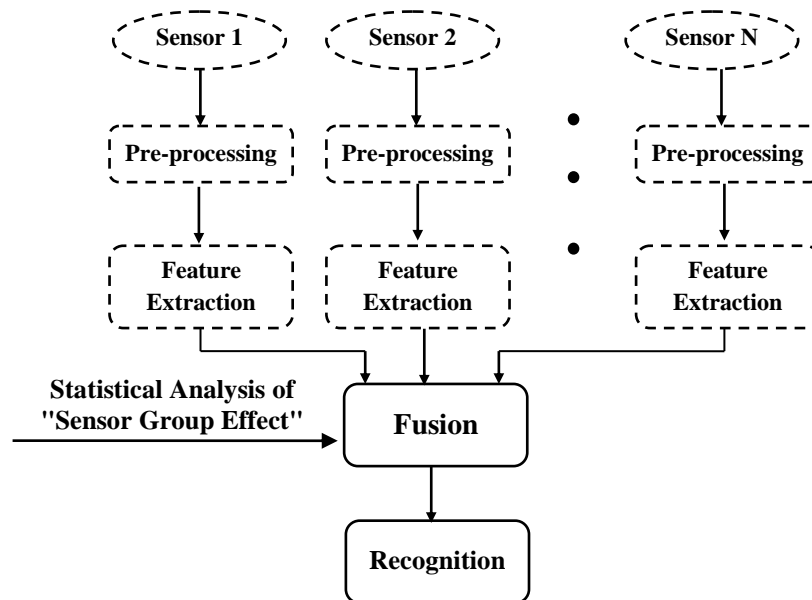 Sensor 1
Sensor 2
Sensor N
Pre-processing
Pre-processing
Pre-processing
Feature
Extraction
Feature
Extraction
Feature
Extraction
Statistical Analysis of
"Sensor Group Effect"
Fusion
Recognition